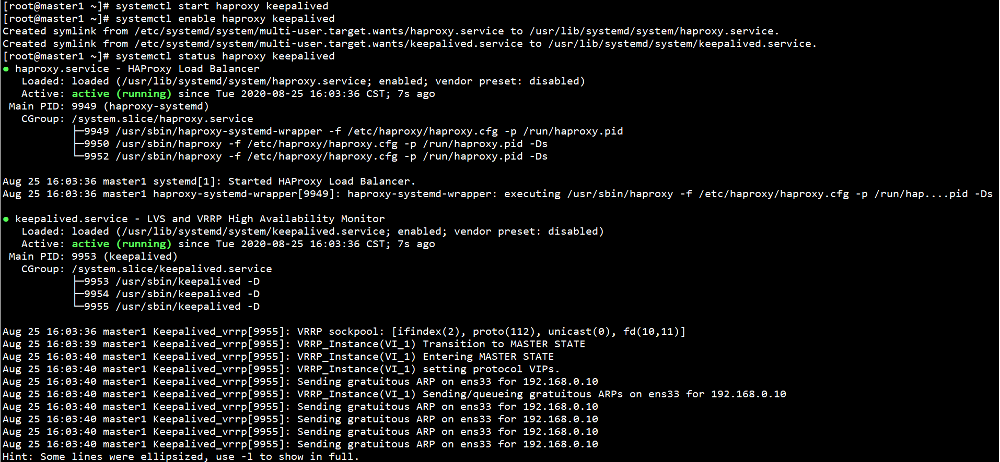 [root@master1 ~]# systemctl start haproxy keepalived
[root@master1 ~]# systemctl enable haproxy keepalived
Created symlink from /etc/systemd/system/multi-user.target.wants/haproxy.service to /usr/lib/systemd/system/haproxy.service.
Created symlink from /etc/systemd/system/multi-user.target.wants/keepalived.service to /usr/lib/systemd/system/keepalived.service.
[root@master1 ~]# systemctl status haproxy keepalived
● haproxy.service - HAProxy Load Balancer
   Loaded: loaded (/usr/lib/systemd/system/haproxy.service; enabled; vendor preset: disabled)
   Active: active (running) since Tue 2020-08-25 16:03:36 CST; 7s ago
 Main PID: 9949 (haproxy-systemd)
   CGroup: /system.slice/haproxy.service
           ├─9949 /usr/sbin/haproxy-systemd-wrapper -f /etc/haproxy/haproxy.cfg -p /run/haproxy.pid
           ├─9950 /usr/sbin/haproxy -f /etc/haproxy/haproxy.cfg -p /run/haproxy.pid -Ds
           └─9952 /usr/sbin/haproxy -f /etc/haproxy/haproxy.cfg -p /run/haproxy.pid -Ds

Aug 25 16:03:36 master1 systemd[1]: Started HAProxy Load Balancer.
Aug 25 16:03:36 master1 haproxy-systemd-wrapper[9949]: haproxy-systemd-wrapper: executing /usr/sbin/haproxy -f /etc/haproxy/haproxy.cfg -p /run/hap....pid -Ds

● keepalived.service - LVS and VRRP High Availability Monitor
   Loaded: loaded (/usr/lib/systemd/system/keepalived.service; enabled; vendor preset: disabled)
   Active: active (running) since Tue 2020-08-25 16:03:36 CST; 7s ago
 Main PID: 9953 (keepalived)
   CGroup: /system.slice/keepalived.service
           ├─9953 /usr/sbin/keepalived -D
           ├─9954 /usr/sbin/keepalived -D
           └─9955 /usr/sbin/keepalived -D

Aug 25 16:03:36 master1 Keepalived_vrrp[9955]: VRRP sockpool: [ifindex(2), proto(112), unicast(0), fd(10,11)]
Aug 25 16:03:39 master1 Keepalived_vrrp[9955]: VRRP_Instance(VI_1) Transition to MASTER STATE
Aug 25 16:03:40 master1 Keepalived_vrrp[9955]: VRRP_Instance(VI_1) Entering MASTER STATE
Aug 25 16:03:40 master1 Keepalived_vrrp[9955]: VRRP_Instance(VI_1) setting protocol VIPs.
Aug 25 16:03:40 master1 Keepalived_vrrp[9955]: Sending gratuitous ARP on ens33 for 192.168.0.10
Aug 25 16:03:40 master1 Keepalived_vrrp[9955]: VRRP_Instance(VI_1) Sending/queueing gratuitous ARPs on ens33 for 192.168.0.10
Aug 25 16:03:40 master1 Keepalived_vrrp[9955]: Sending gratuitous ARP on ens33 for 192.168.0.10
Aug 25 16:03:40 master1 Keepalived_vrrp[9955]: Sending gratuitous ARP on ens33 for 192.168.0.10
Aug 25 16:03:40 master1 Keepalived_vrrp[9955]: Sending gratuitous ARP on ens33 for 192.168.0.10
Aug 25 16:03:40 master1 Keepalived_vrrp[9955]: Sending gratuitous ARP on ens33 for 192.168.0.10
Hint: Some lines were ellipsized, use -l to show in full.